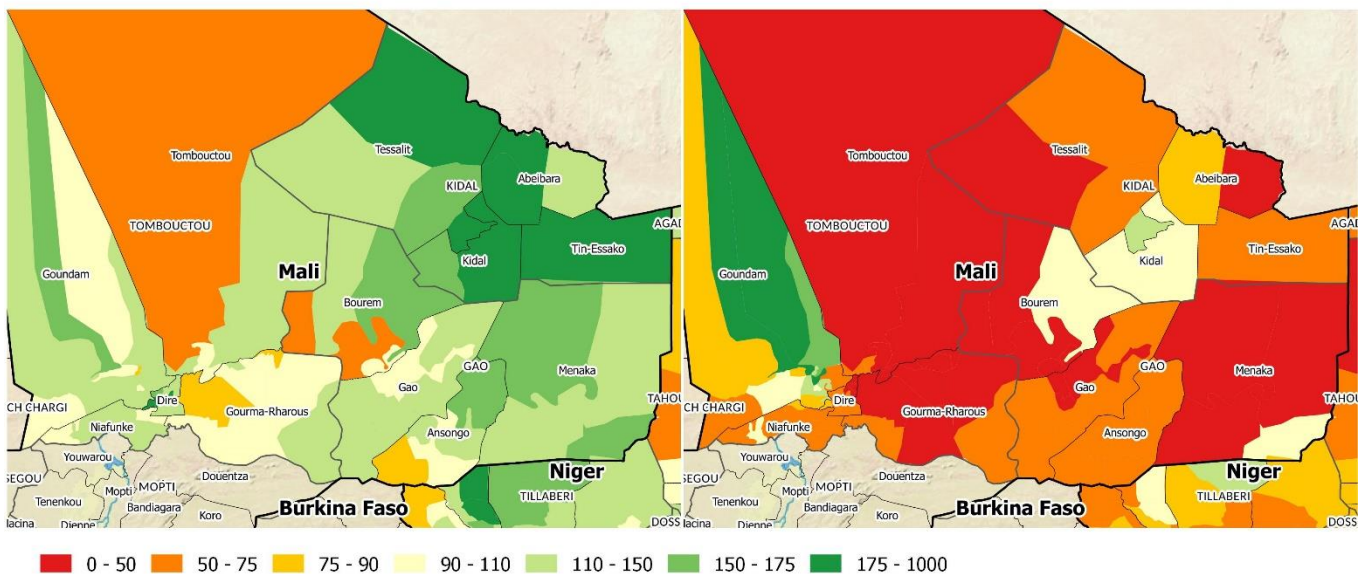 Tessalit
Tombouctou
KIDAL
Abeibara
AGAD
TOMBOUCTOU
Tin-Essako
Kidal
Goundam
Mali
Bourem
GAO
Menaka
Gao
TAHOU
Dire
CH CHARGI
Gourma-Rharous
Ansongo
Niafunke
Youwarou
Niger
SEGOU
Douentza
MOPTI
Mopti
TILLABERI
Tenenkou
Bandiagara
Koro
Burkina Faso
DOSS
lacina
Dienne
Tessalit
Tombouctou
KIDAL
Abeibara
AGAD
TOMBOUCTOU
Tin-Essako
Kidal
Goundam
Mali
Bourem
GAO
Menaka
Gao
TAHOU
Dire
CH CHARGI
Gourma-Rharous
Ansongo
Niafunke
Youwarou
Niger
SEGOU
Douentza
MOPTI
Mopti
TILLABERI
Tenenkou
Bandiagara
Koro
Burkina Faso
DOSS
Macina
Dienne
0 - 50 50 - 75 75 - 90 90 - 110 110 - 150 150 - 175 175 - 1000